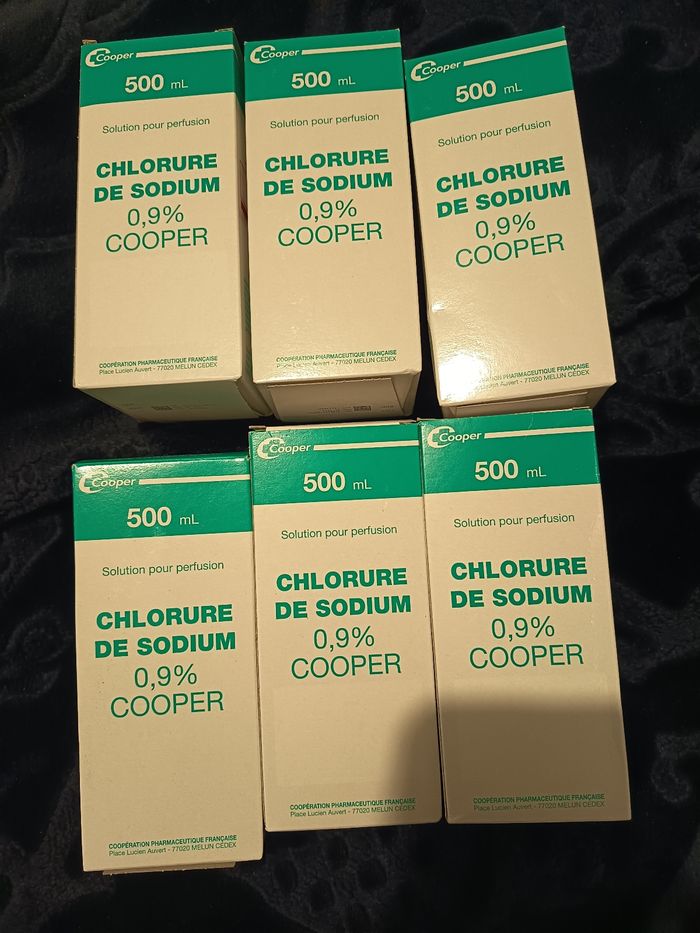 Cooper
500 mL
Solution pour perfusion
CHLORURE
DE SODIUM
0,9%
COOPER
COOPÉRATION PHARMACEUTIQUE FRANÇAISE
Place Lucien Auvert - 77020 MELUN CEDEX
Cooper
500 mL
Solution pour perfusion
CHLORURE
DE SODIUM
0,9%
COOPER
COOPÉRATION PHARMACEUTIQUE FRANÇAISE
Place Lucien Auvert - 77020 MELUN CEDEX
Cooper
500 mL
Solution pour perfusion
CHLORURE
DE SODIUM
0,9%
COOPER
COOPÉRATION PHARMACEUTIQUE FRANÇAISE
Place Lucien Auvert - 77020 MELUN CEDEX
Cooper
500 mL
Solution pour perfusion
CHLORURE
DE SODIUM
0,9%
COOPER
COOPÉRATION PHARMACEUTIQUE FRANÇAISE
Place Lucien Auvert - 77020 MELUN CEDEX
Cooper
500 mL
Solution pour perfusion
CHLORURE
DE SODIUM
0,9%
COOPER
COOPÉRATION PHARMACEUTIQUE FRANÇAISE
Place Lucien Auvert - 77020 MELUN CEDEX
Cooper
500 mL
Solution pour perfusion
CHLORURE
DE SODIUM
0,9%
COOPER
COOPÉRATION PHARMACEUTIQUE FRANÇAISE
Place Lucien Auvert - 77020 MELUN CEDEX